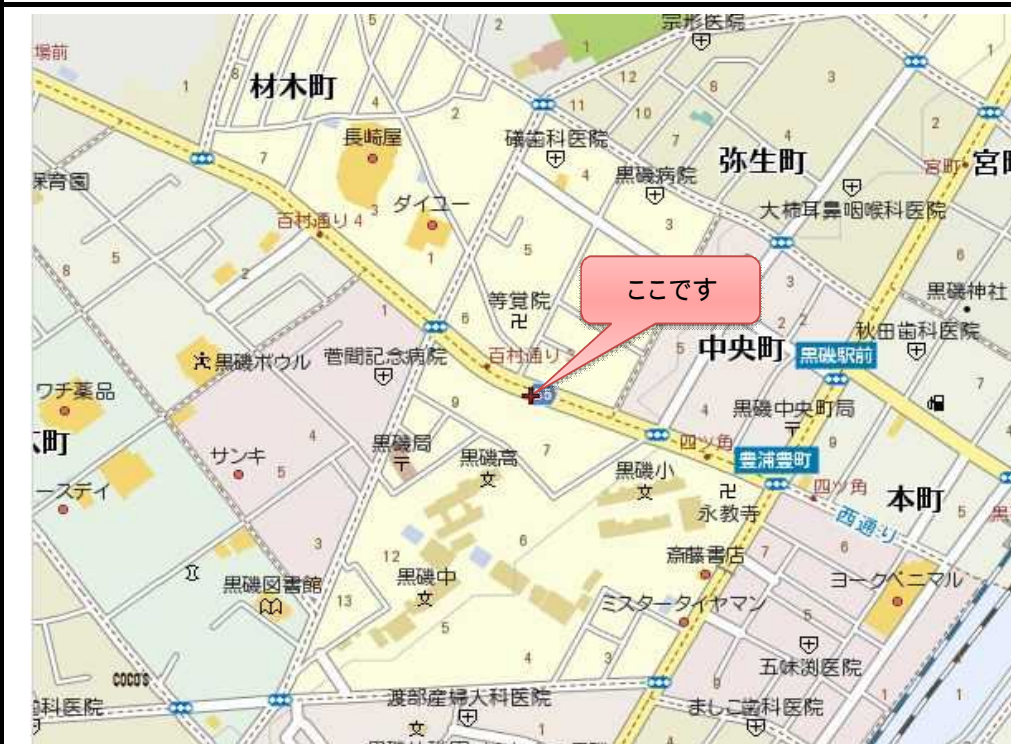 宗形医院
場前
材木町
長崎屋
礒歯科医院
黒磯病院
弥生町
宮町
保育園
百村通り4
ダイユー
大柿耳鼻咽喉科医院
ここです
等覚院
黒磯神社
秋田歯科医院
中央町
黒磯駅前
黒磯ボウル
菅間記念病院
百村通り
ワチ薬品
黒磯中央町局
四ツ角
豊浦豊町
サンキ
黒磯局
黒磯高
黒磯小
永教寺
四ツ角
本町
西通り
ースデイ
斎藤書店
ヨークベニマル
黒磯図書館
黒磯中
ミスタータイヤマン
五味渕医院
COCO'S
歯科医院
渡部産婦人科医院
ましこ歯科医院